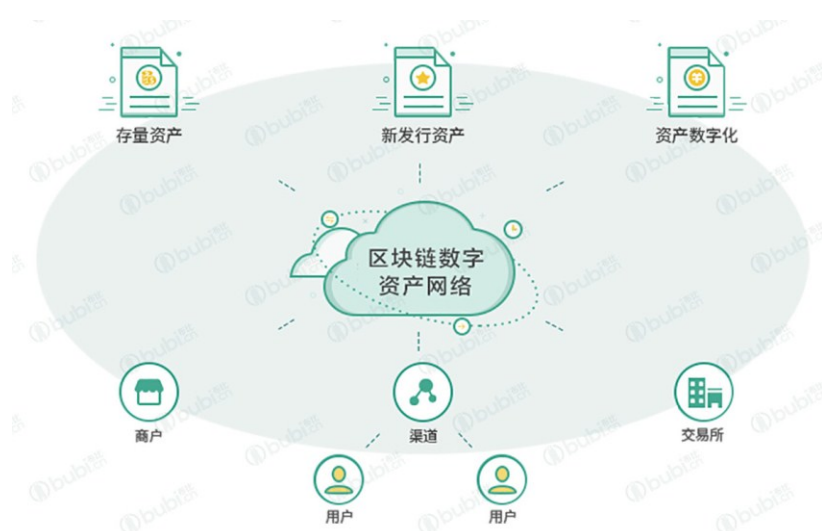 存量资产
新发行资产
资产数字化
区块链数字
资产网络
商户
渠道
交易所
用户
用户
bubi